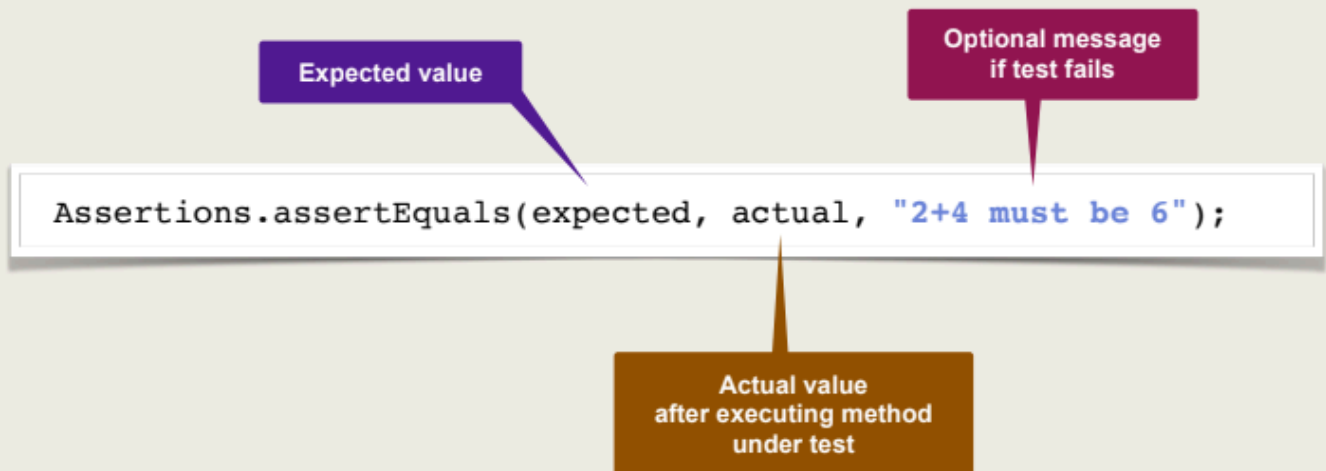 Expected value
Optional message
if test fails
Assertions.assertEquals(expected, actual, "2+4 must be 6");
Actual value
after executing method
under test